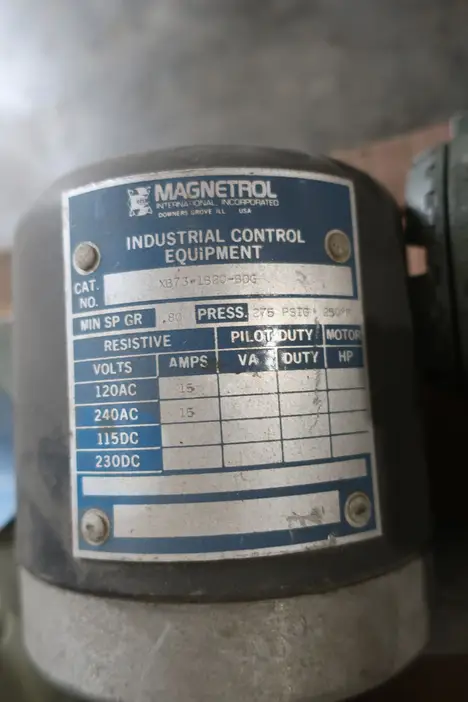 MAGNETROL
INTERNATIONAL, INCORPORATED
DOWNERS GROVE ILL. USA
INDUSTRIAL CONTROL
EQUIPMENT
CAT. NO.
MIN SP GR .80 PRESS. 275 PSIG
RESISTIVE PILOT DUTY MOTOR
VOLTS AMPS VA DUTY HP
120AC 15
240AC 15
115DC
230DC